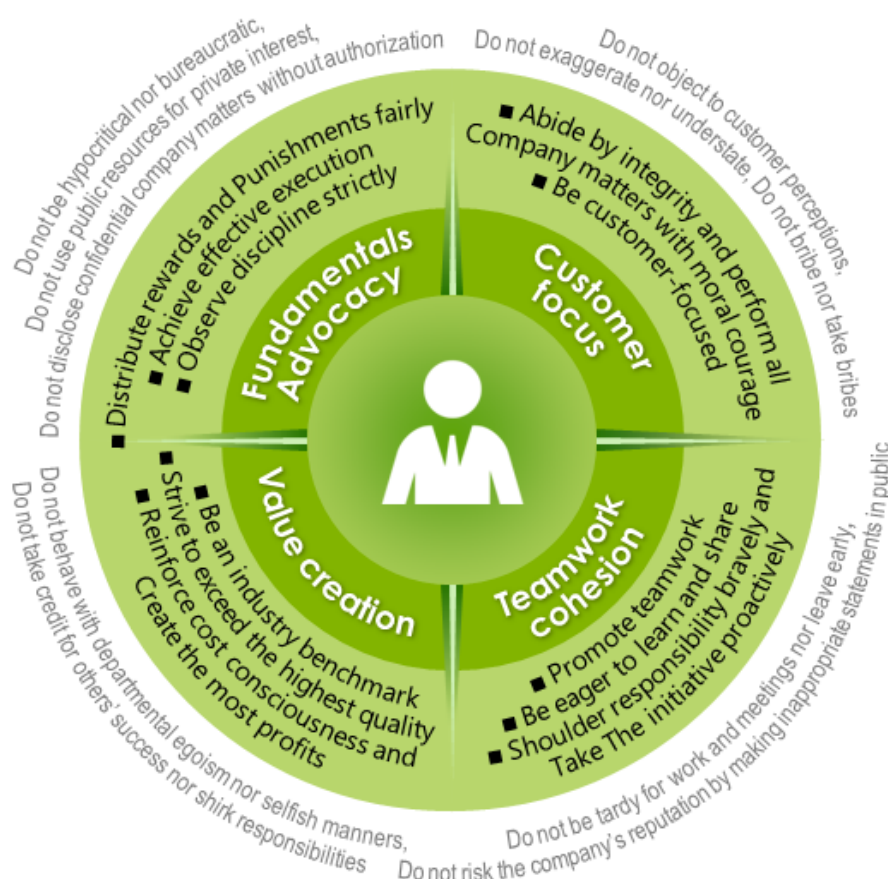 Do not be hypocritical nor bureaucratic,
Do not use public resources for private interest,
Do not disclose confidential company matters without authorization
■ Distribute rewards and Punishments fairly
■ Achieve effective execution
■ Observe discipline strictly
Fundamentals
Advocacy
Do not object to customer perceptions,
Do not exaggerate nor understate, Do not bribe nor take bribes
■ Abide by integrity and perform all
Company matters with moral courage
■ Be customer-focused
Customer
focus
Value creation
■ Be an industry benchmark
■ Strive to exceed the highest quality
■ Reinforce cost consciousness and
Create the most profits
Do not behave with departmental egoism nor selfish manners,
Do not take credit for others' success nor shirk responsibilities
Teamwork
cohesion
■ Promote teamwork
■ Be eager to learn and share
■ Shoulder responsibility bravely and
Take The initiative proactively
Do not be tardy for work and meetings nor leave early,
Do not risk the company's reputation by making inappropriate statements in public